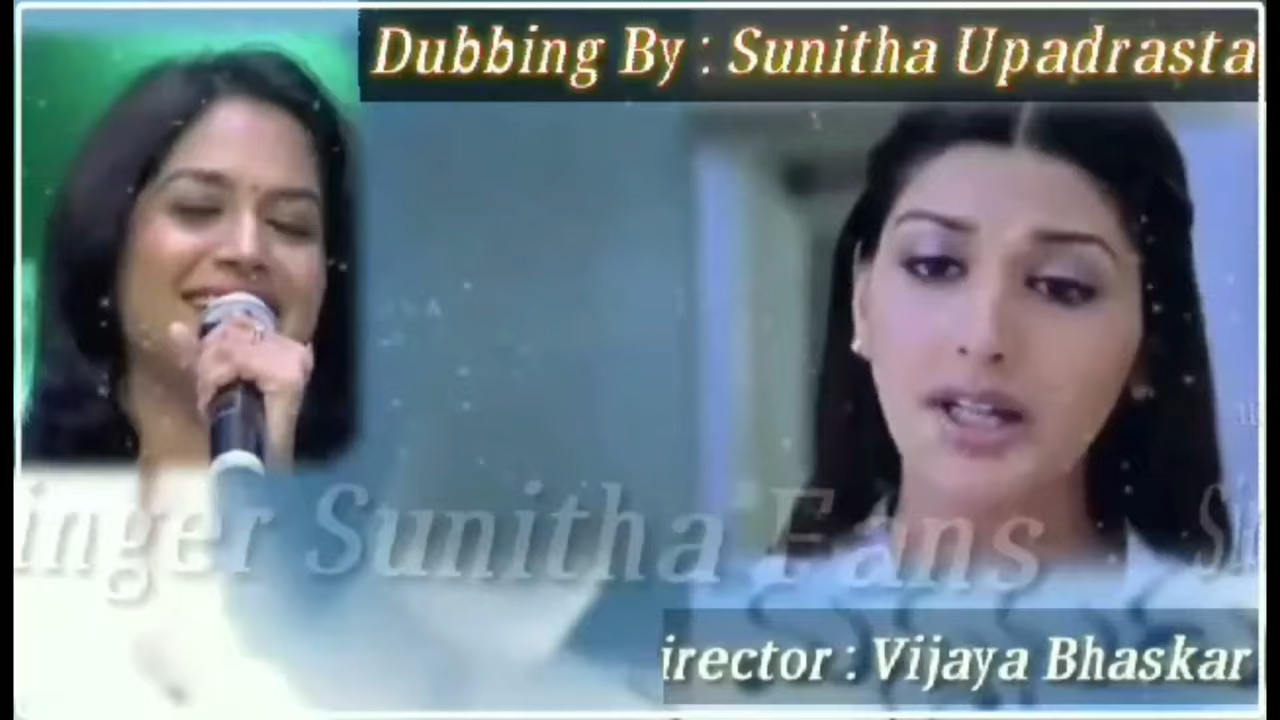 Dubbing By : Sunitha Upadrasta
inger Sunitha Fans
irector : Vijaya Bhaskar